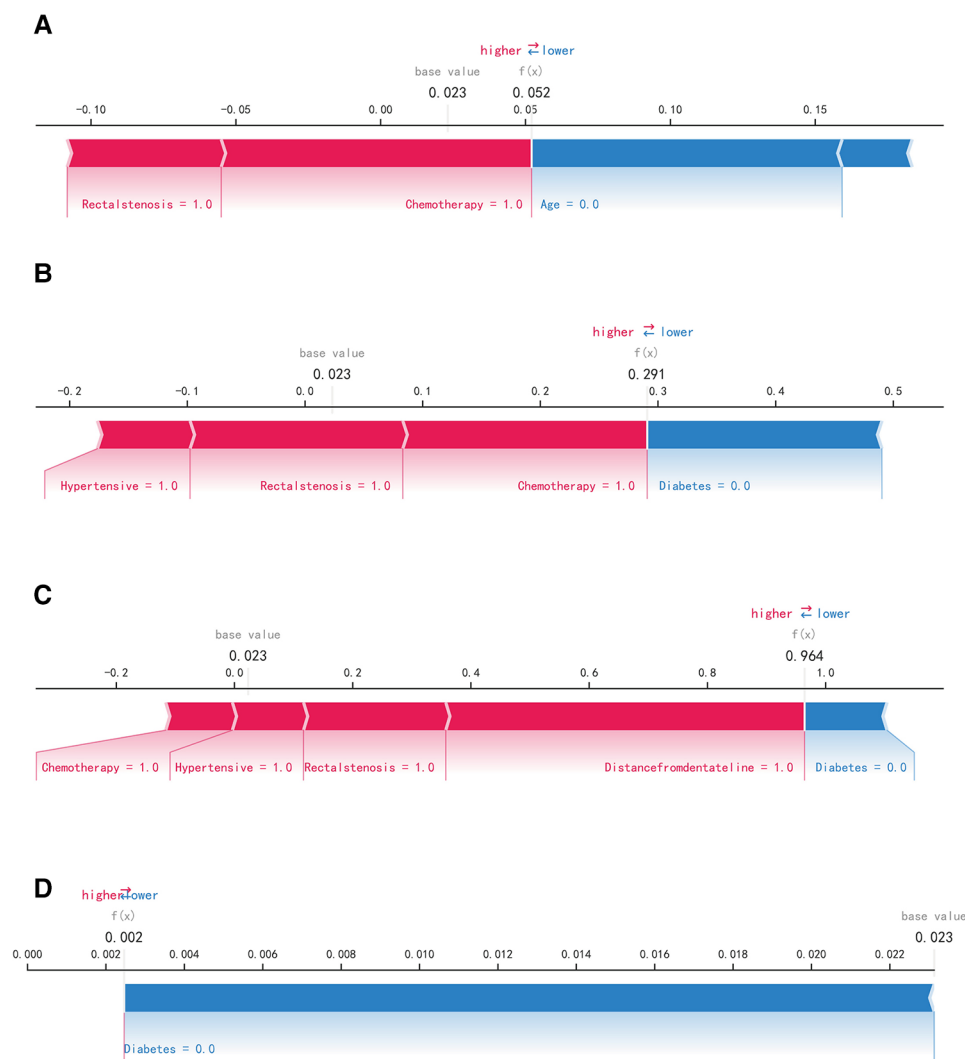 A
higher ⇄ lower
base value f(x)
0.023 0.052
-0.10 -0.05 0.00 0.05 0.10 0.15
Rectalstenosis = 1.0 Chemotherapy = 1.0 Age = 0.0
B
higher ⇄ lower
base value f(x)
0.023 0.291
-0.2 -0.1 0.0 0.1 0.2 0.3 0.4 0.5
Hypertensive = 1.0 Rectalstenosis = 1.0 Chemotherapy = 1.0 Diabetes = 0.0
C
higher ⇄ lower
base value f(x)
0.023 0.964
-0.2 0.0 0.2 0.4 0.6 0.8 1.0
Chemotherapy = 1.0 Hypertensive = 1.0 Rectalstenosis = 1.0 Distancefromdentateline = 1.0 Diabetes = 0.0
D
higher ⇄ lower
f(x) base value
0.002 0.023
0.000 0.002 0.004 0.006 0.008 0.010 0.012 0.014 0.016 0.018 0.020 0.022
Diabetes = 0.0